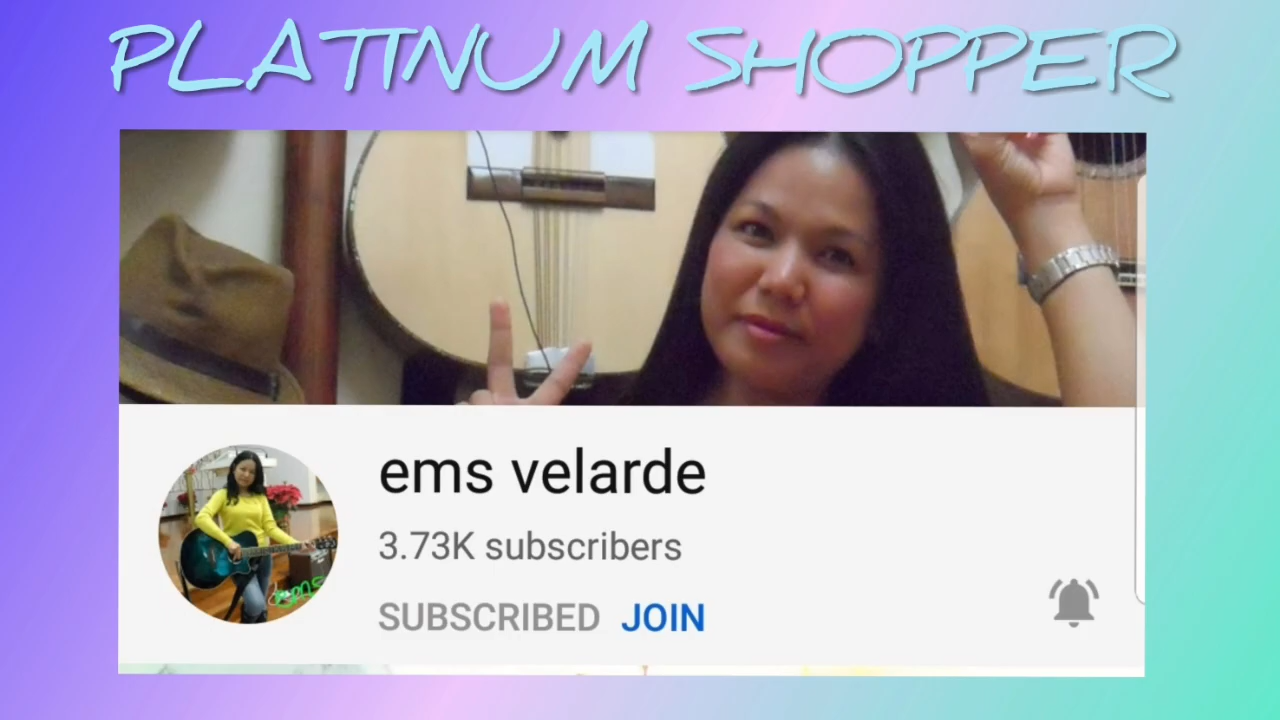 PLATINUM SHOPPER
ems velarde
3.73K subscribers
SUBSCRIBED JOIN